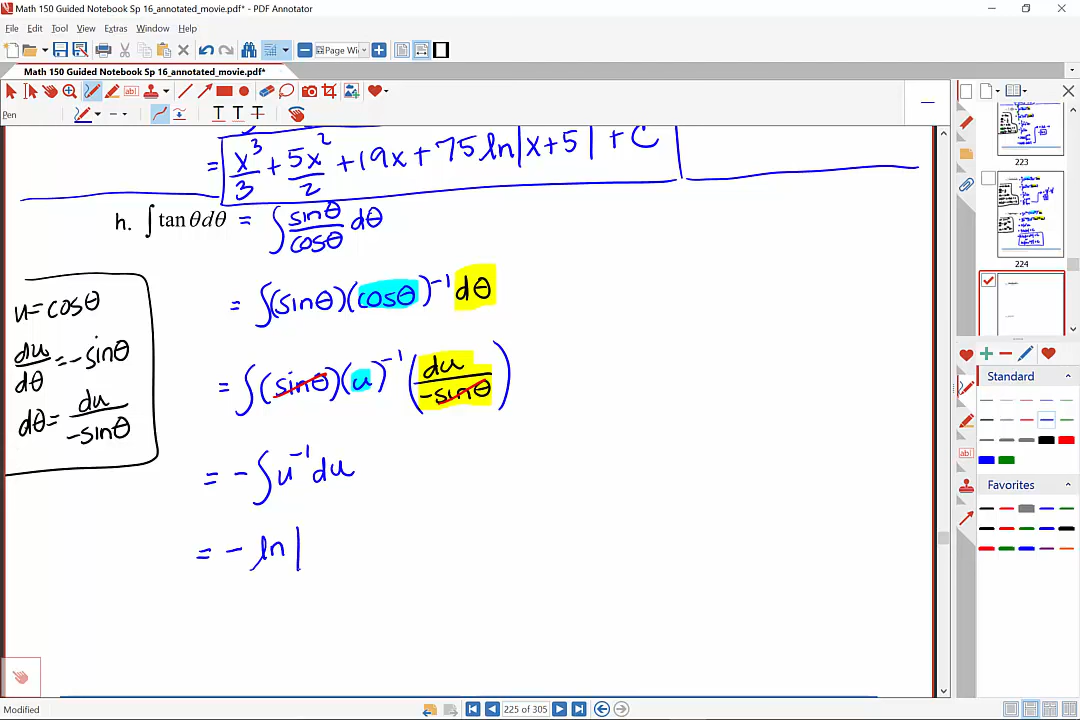 Math 150 Guided Notebook Sp 16_annotated_movie.pdf* - PDF Annotator
File Edit Tool View Extras Window Help
Page Wi
Math 150 Guided Notebook Sp 16_annotated_movie.pdf*
Pen
= x³/3 + 5x²/2 + 19x + 75 ln|x+5| + C
h. ∫ tan θ dθ = ∫ sinθ/cosθ dθ
= ∫(sinθ)(cosθ)⁻¹ dθ
u = cosθ
du/dθ = -sinθ
dθ = du/-sinθ
= ∫(sinθ)(u)⁻¹ (du/-sinθ)
= - ∫ u⁻¹ du
= - ln |
223
224
Standard
Favorites
Modified
225 of 305